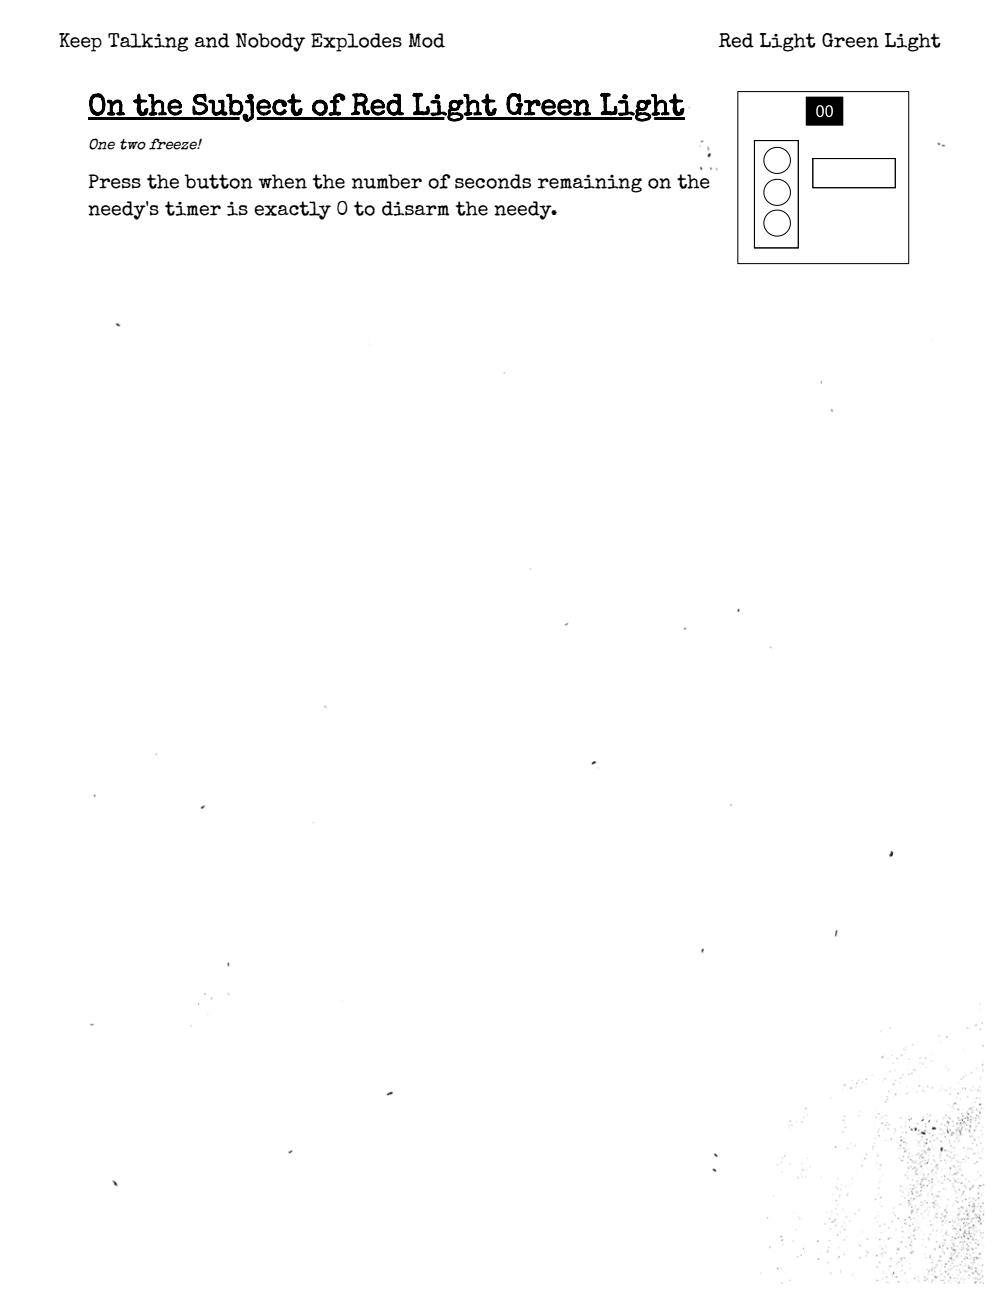 Keep Talking and Nobody Explodes Mod
Red Light Green Light
On the Subject of Red Light Green Light
00
One two freeze!
Press the button when the number of seconds remaining on the
needy's timer is exactly 0 to disarm the needy.